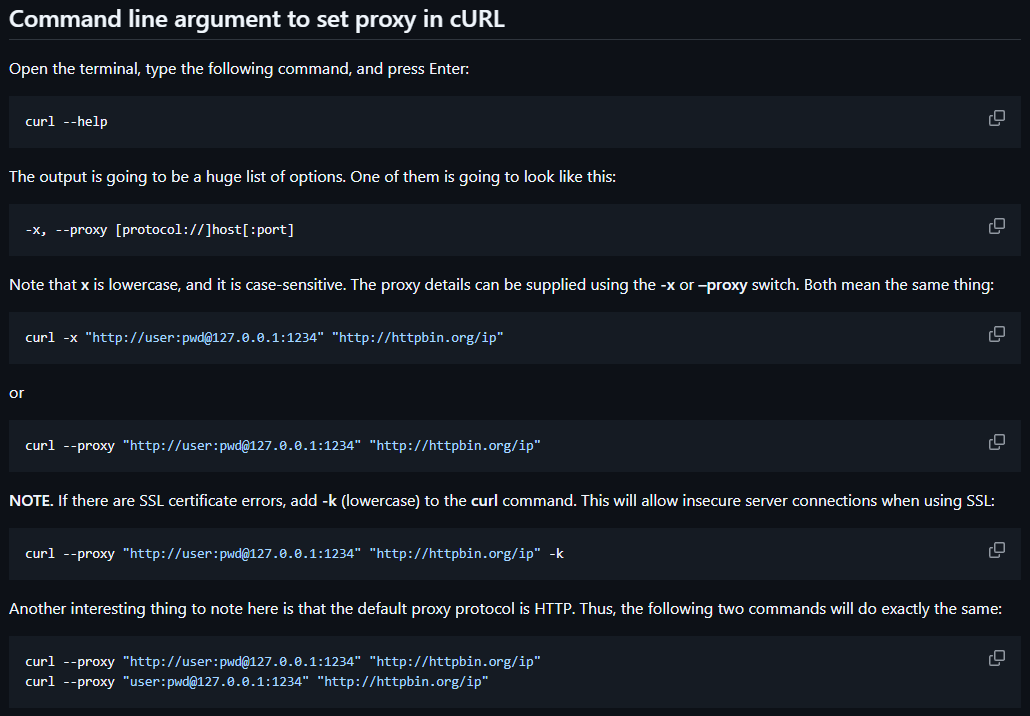 Command line argument to set proxy in cURL
Open the terminal, type the following command, and press Enter:
curl --help
The output is going to be a huge list of options. One of them is going to look like this:
-x, --proxy [protocol://]host[:port]
Note that x is lowercase, and it is case-sensitive. The proxy details can be supplied using the -x or –proxy switch. Both mean the same thing:
curl -x "http://user:pwd@127.0.0.1:1234" "http://httpbin.org/ip"
or
curl --proxy "http://user:pwd@127.0.0.1:1234" "http://httpbin.org/ip"
NOTE. If there are SSL certificate errors, add -k (lowercase) to the curl command. This will allow insecure server connections when using SSL:
curl --proxy "http://user:pwd@127.0.0.1:1234" "http://httpbin.org/ip" -k
Another interesting thing to note here is that the default proxy protocol is HTTP. Thus, the following two commands will do exactly the same:
curl --proxy "http://user:pwd@127.0.0.1:1234" "http://httpbin.org/ip"
curl --proxy "user:pwd@127.0.0.1:1234" "http://httpbin.org/ip"